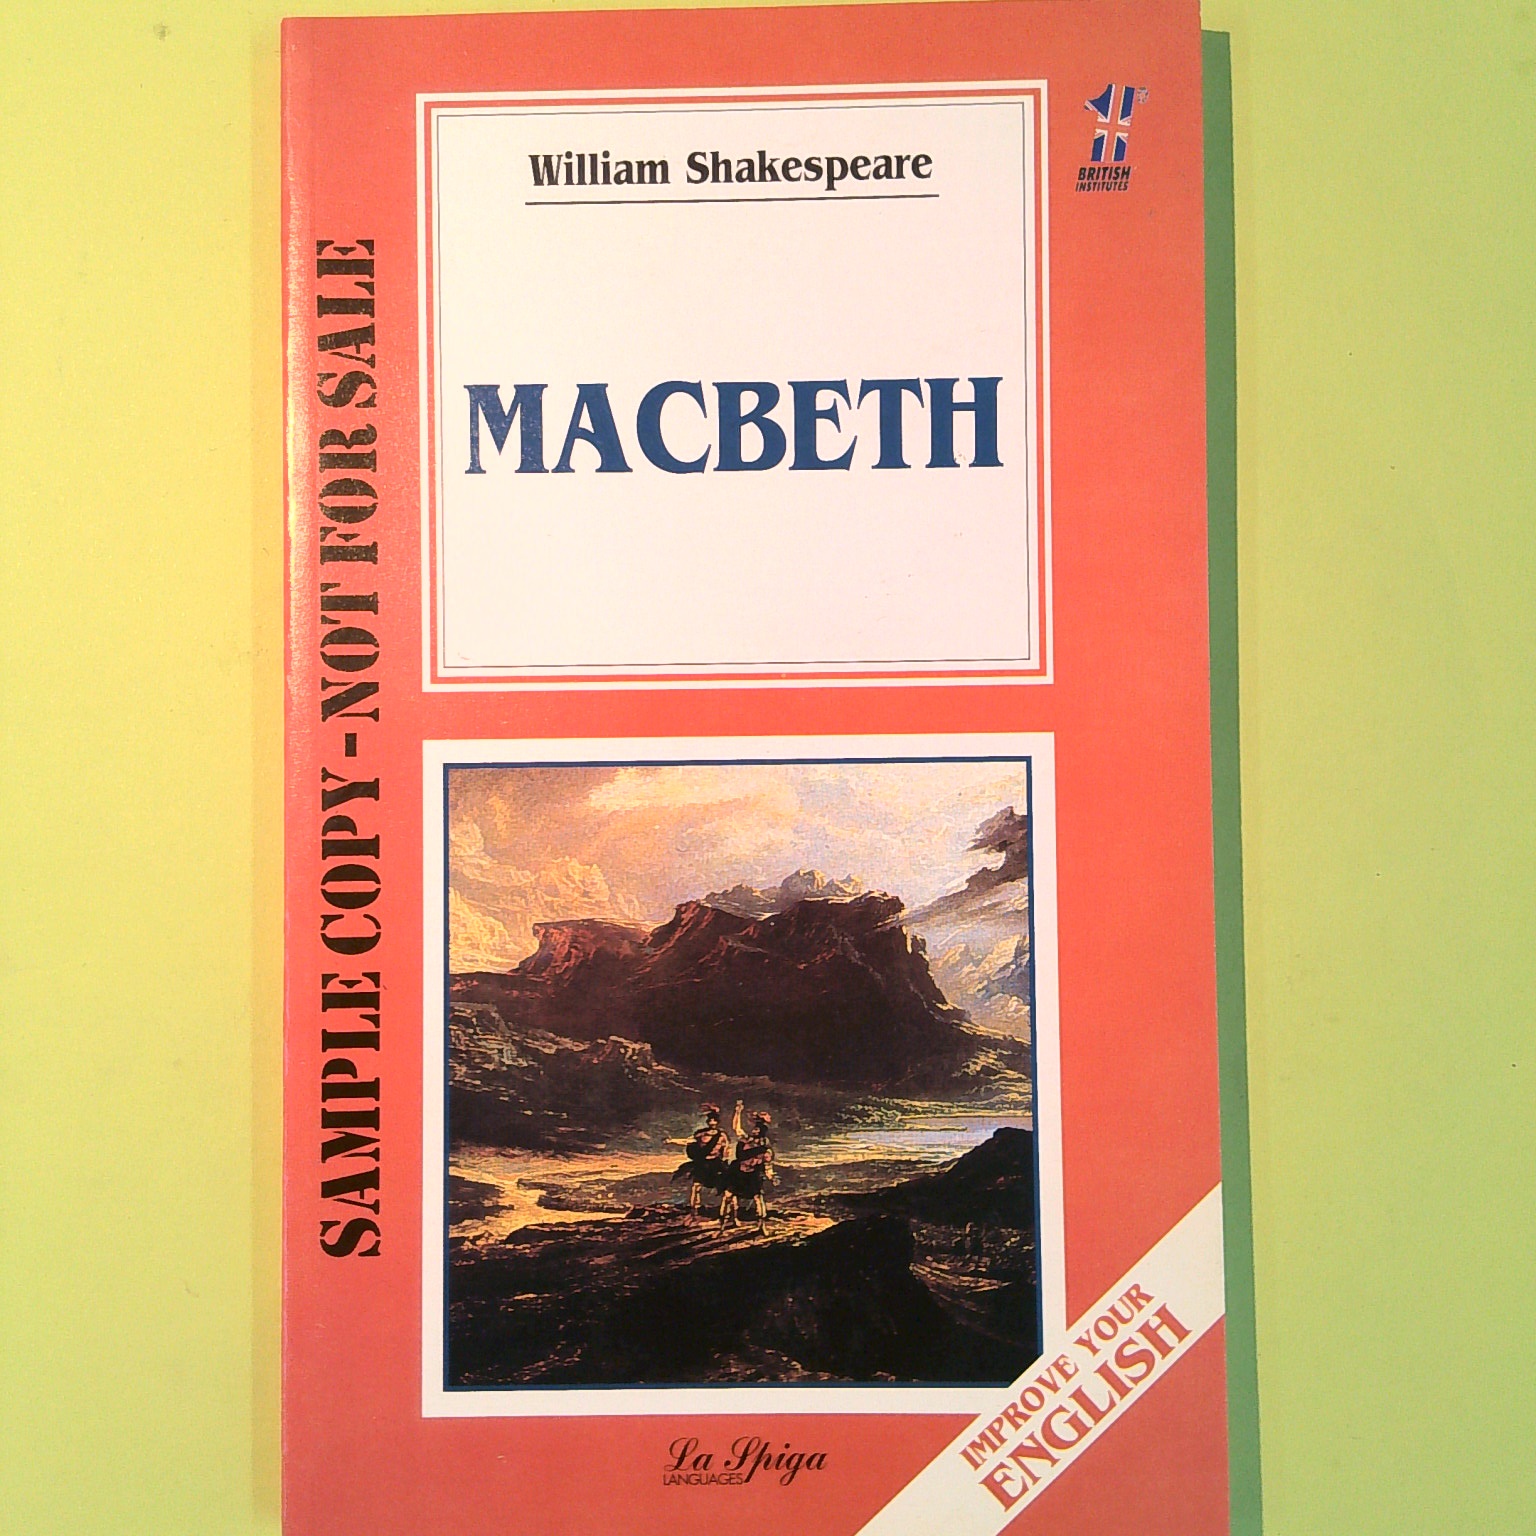 William Shakespeare
BRITISH
INSTITUTES
MACBETH
SAMPLE COPY - NOT FOR SALE
IMPROVE YOUR
ENGLISH
La Spiga
LANGUAGES